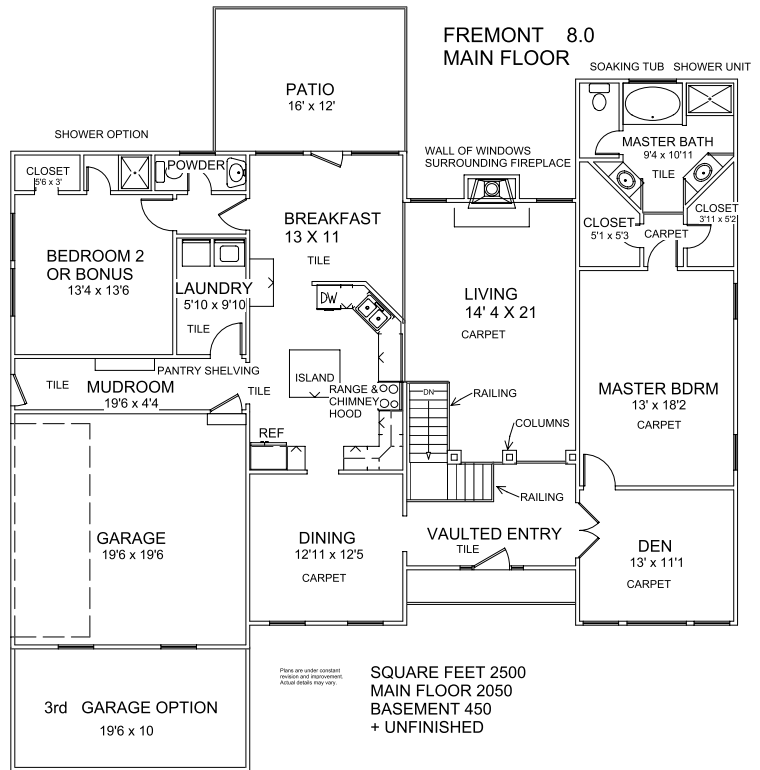 FREMONT 8.0
MAIN FLOOR
SOAKING TUB SHOWER UNIT
PATIO
16' x 12'
SHOWER OPTION
WALL OF WINDOWS
SURROUNDING FIREPLACE
MASTER BATH
9'4 x 10'11
TILE
CLOSET
5'6 x 3'
POWDER
BREAKFAST
13 X 11
TILE
CLOSET
5'1 x 5'3
CARPET
CLOSET
3'11 x 5'2
BEDROOM 2
OR BONUS
13'4 x 13'6
LAUNDRY
5'10 x 9'10
TILE
DW
LIVING
14' 4 X 21
CARPET
PANTRY SHELVING
TILE
MUDROOM
19'6 x 4'4
TILE
ISLAND
RANGE &
CHIMNEY
HOOD
DN
RAILING
MASTER BDRM
13' x 18'2
CARPET
REF
COLUMNS
RAILING
GARAGE
19'6 x 19'6
DINING
12'11 x 12'5
CARPET
VAULTED ENTRY
TILE
DEN
13' x 11'1
CARPET
3rd GARAGE OPTION
19'6 x 10
Plans are under constant
revision and improvement.
Actual details may vary.
SQUARE FEET 2500
MAIN FLOOR 2050
BASEMENT 450
+ UNFINISHED